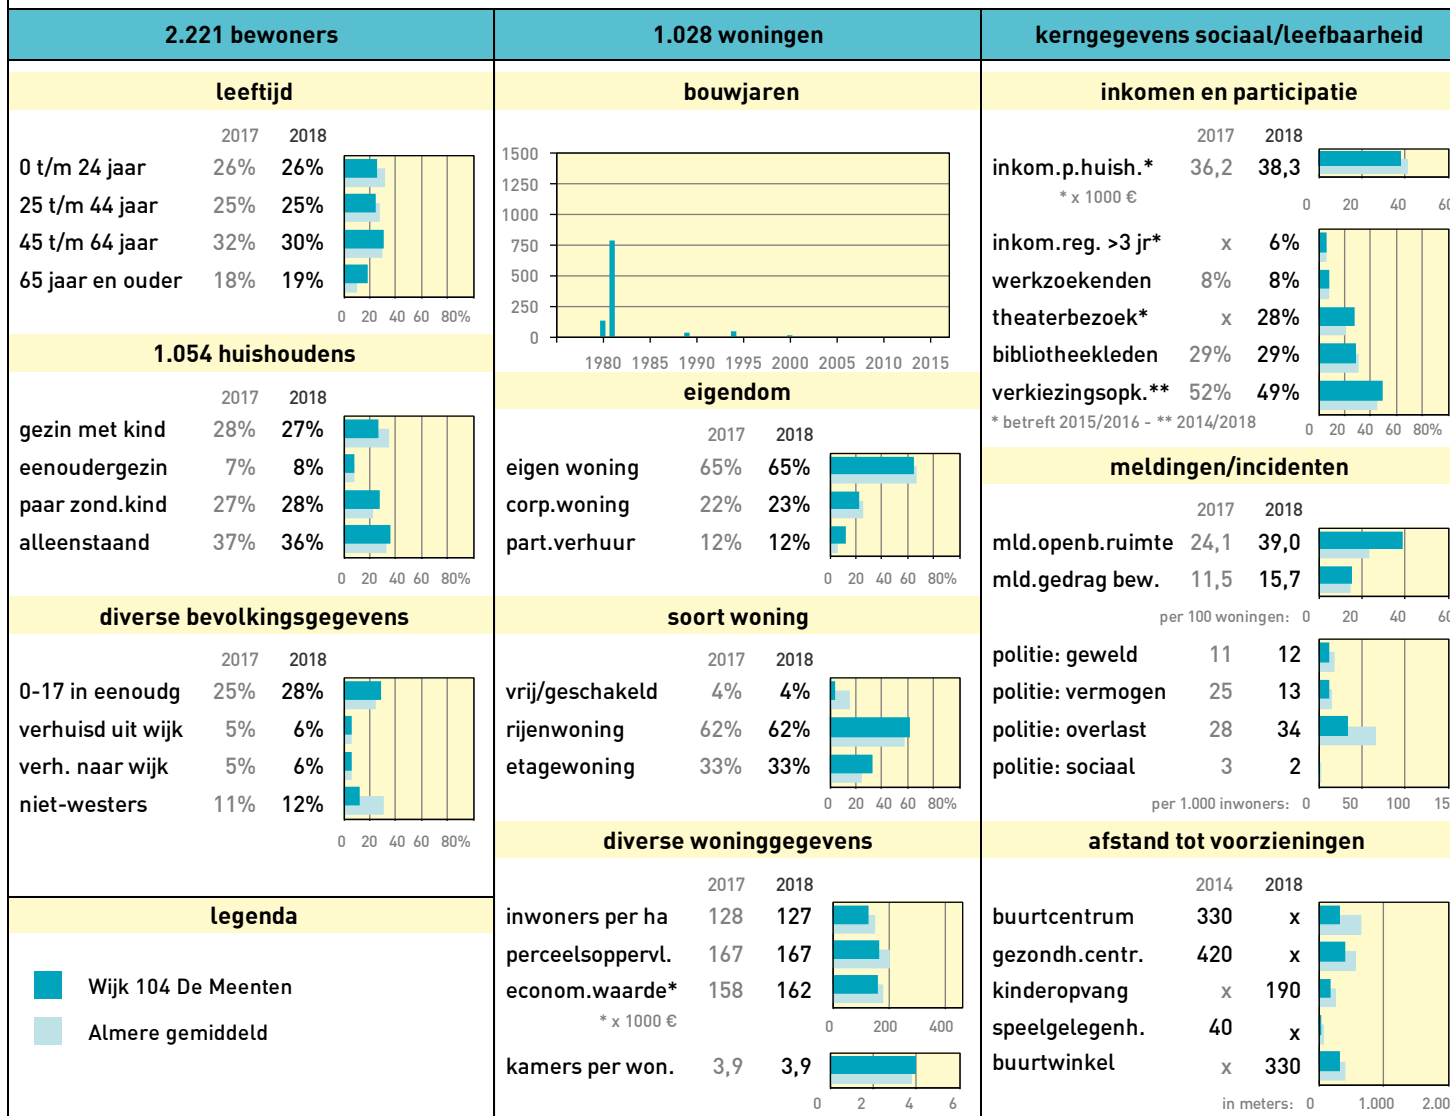 2.221 bewoners
leeftijd
2017 2018
0 t/m 24 jaar 26% 26%
25 t/m 44 jaar 25% 25%
45 t/m 64 jaar 32% 30%
65 jaar en ouder 18% 19%
0 20 40 60 80%
1.054 huishoudens
2017 2018
gezin met kind 28% 27%
eenoudergezin 7% 8%
paar zond.kind 27% 28%
alleenstaand 37% 36%
0 20 40 60 80%
diverse bevolkingsgegevens
2017 2018
0-17 in eenoudg 25% 28%
verhuisd uit wijk 5% 6%
verh. naar wijk 5% 6%
niet-westers 11% 12%
0 20 40 60 80%
legenda
Wijk 104 De Meenten
Almere gemiddeld
1.028 woningen
bouwjaren
1500
1250
1000
750
500
250
0
1980 1985 1990 1995 2000 2005 2010 2015
eigendom
2017 2018
eigen woning 65% 65%
corp.woning 22% 23%
part.verhuur 12% 12%
0 20 40 60 80%
soort woning
2017 2018
vrij/geschakeld 4% 4%
rijenwoning 62% 62%
etagewoning 33% 33%
0 20 40 60 80%
diverse woninggegevens
2017 2018
inwoners per ha 128 127
perceelsoppervl. 167 167
econom.waarde* 158 162
* x 1000 €
0 200 400
kamers per won. 3,9 3,9
0 2 4 6
kerngegevens sociaal/leefbaarheid
inkomen en participatie
2017 2018
inkom.p.huish.* 36,2 38,3
* x 1000 €
0 20 40 60
inkom.reg. >3 jr* x 6%
werkzoekenden 8% 8%
theaterbezoek* x 28%
bibliotheekleden 29% 29%
verkiezingsopk.** 52% 49%
* betreft 2015/2016 - ** 2014/2018
0 20 40 60 80%
meldingen/incidenten
2017 2018
mld.openb.ruimte 24,1 39,0
mld.gedrag bew. 11,5 15,7
per 100 woningen: 0 20 40 60
politie: geweld 11 12
politie: vermogen 25 13
politie: overlast 28 34
politie: sociaal 3 2
per 1.000 inwoners: 0 50 100 15
afstand tot voorzieningen
2014 2018
buurtcentrum 330 x
gezondh.centr. 420 x
kinderopvang x 190
speelgelegenh. 40 x
buurtwinkel x 330
in meters: 0 1.000 2.00